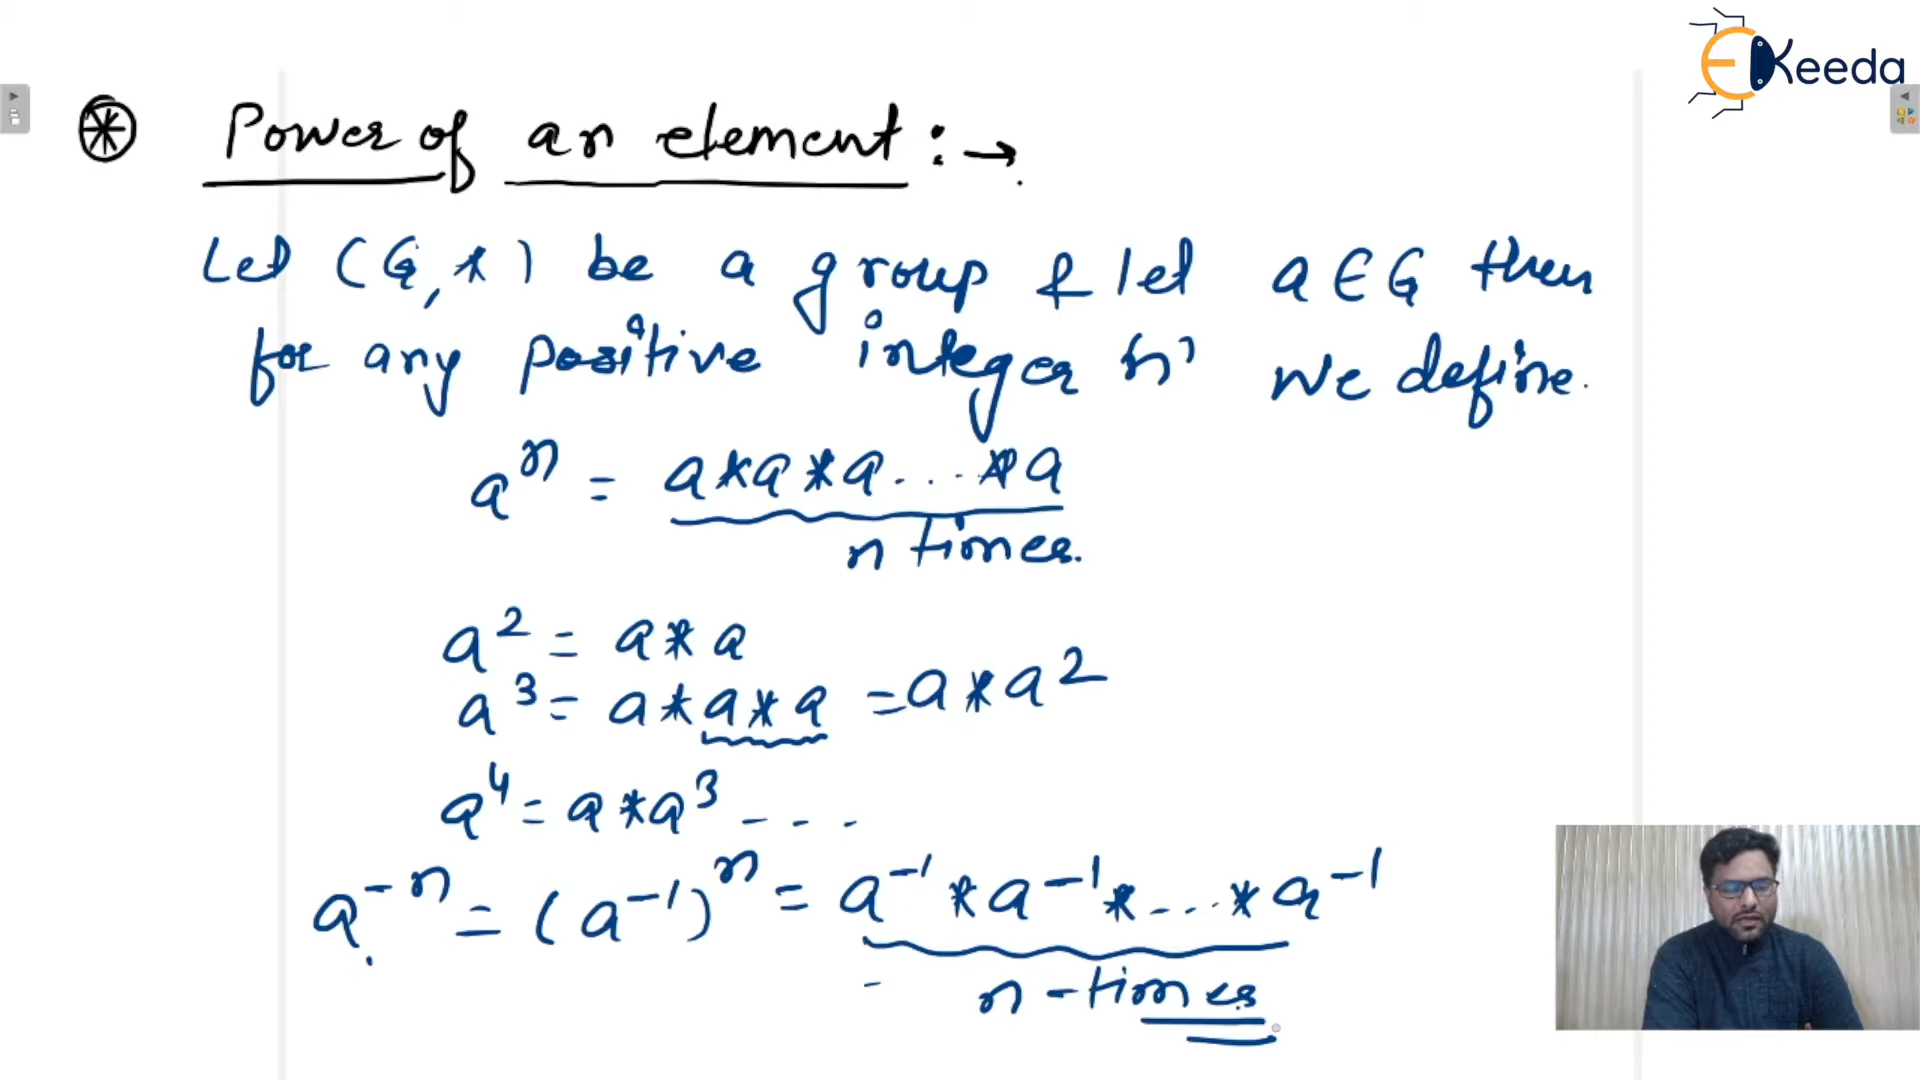 EKeeda
Power of an element :→
Let (G, *) be a group & let a ∈ G then
for any positive integer 'n' we define.
aⁿ = a * a * a . . . . * a
n times.
a² = a * a
a³ = a * a * a = a * a²
a⁴ = a * a³ - - -
a⁻ⁿ = (a⁻¹)ⁿ = a⁻¹ * a⁻¹ * - . . . * a⁻¹
n - times